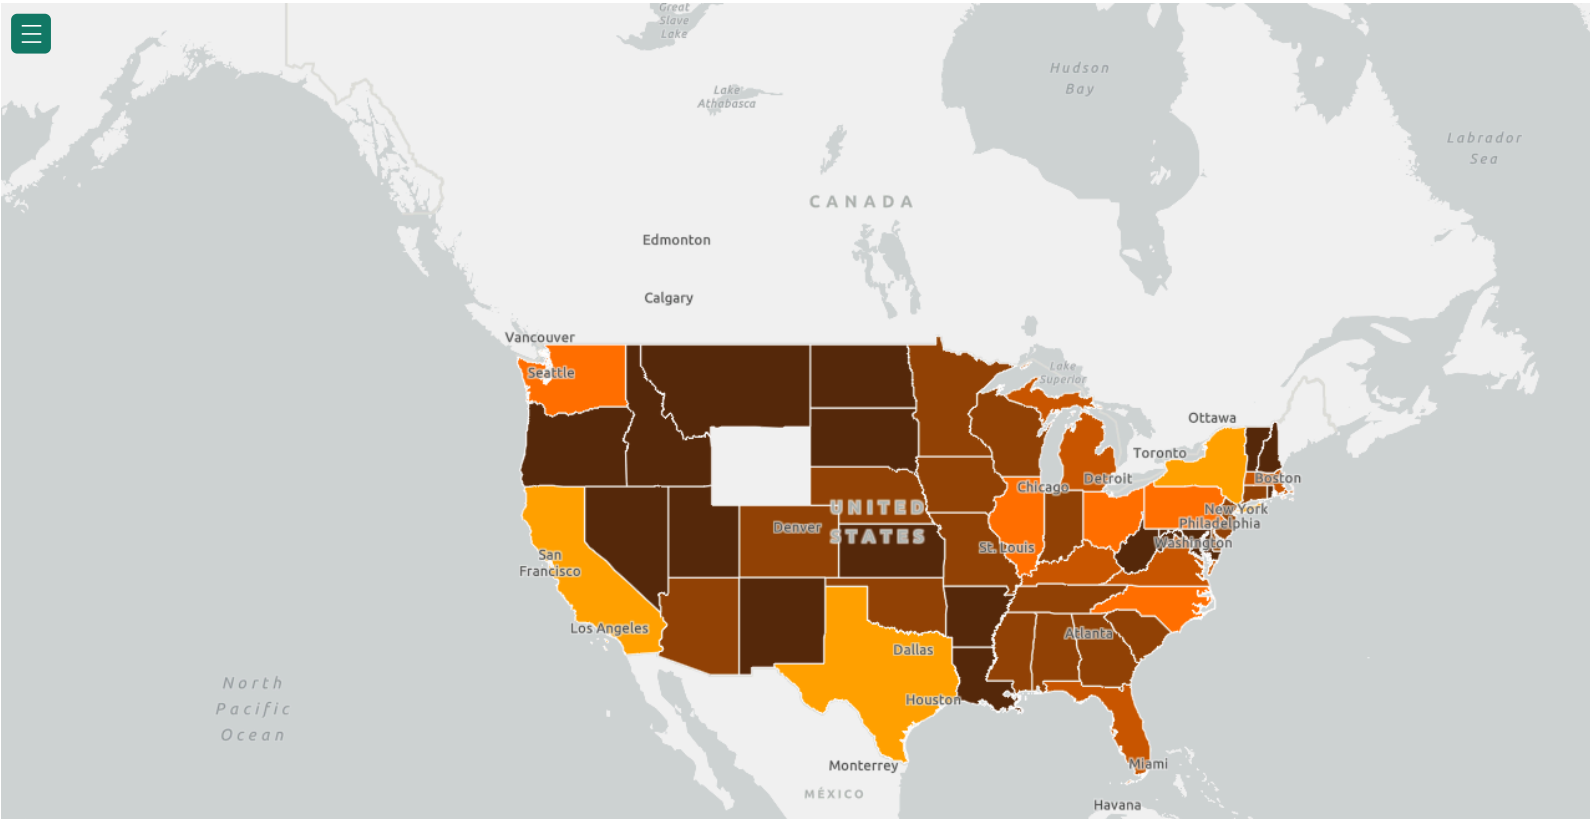 Great
Slave
Lake
Hudson
Bay
Lake
Athabasca
Labrador
Sea
CANADA
Edmonton
Calgary
Vancouver
Seattle
Lake
Superior
Ottawa
Toronto
Chicago
Detroit
Boston
UNITED
STATES
New York
Philadelphia
Denver
Washington
St. Louis
San
Francisco
Los Angeles
Atlanta
Dallas
Houston
North
Pacific
Ocean
Monterrey
Miami
MÉXICO
Havana